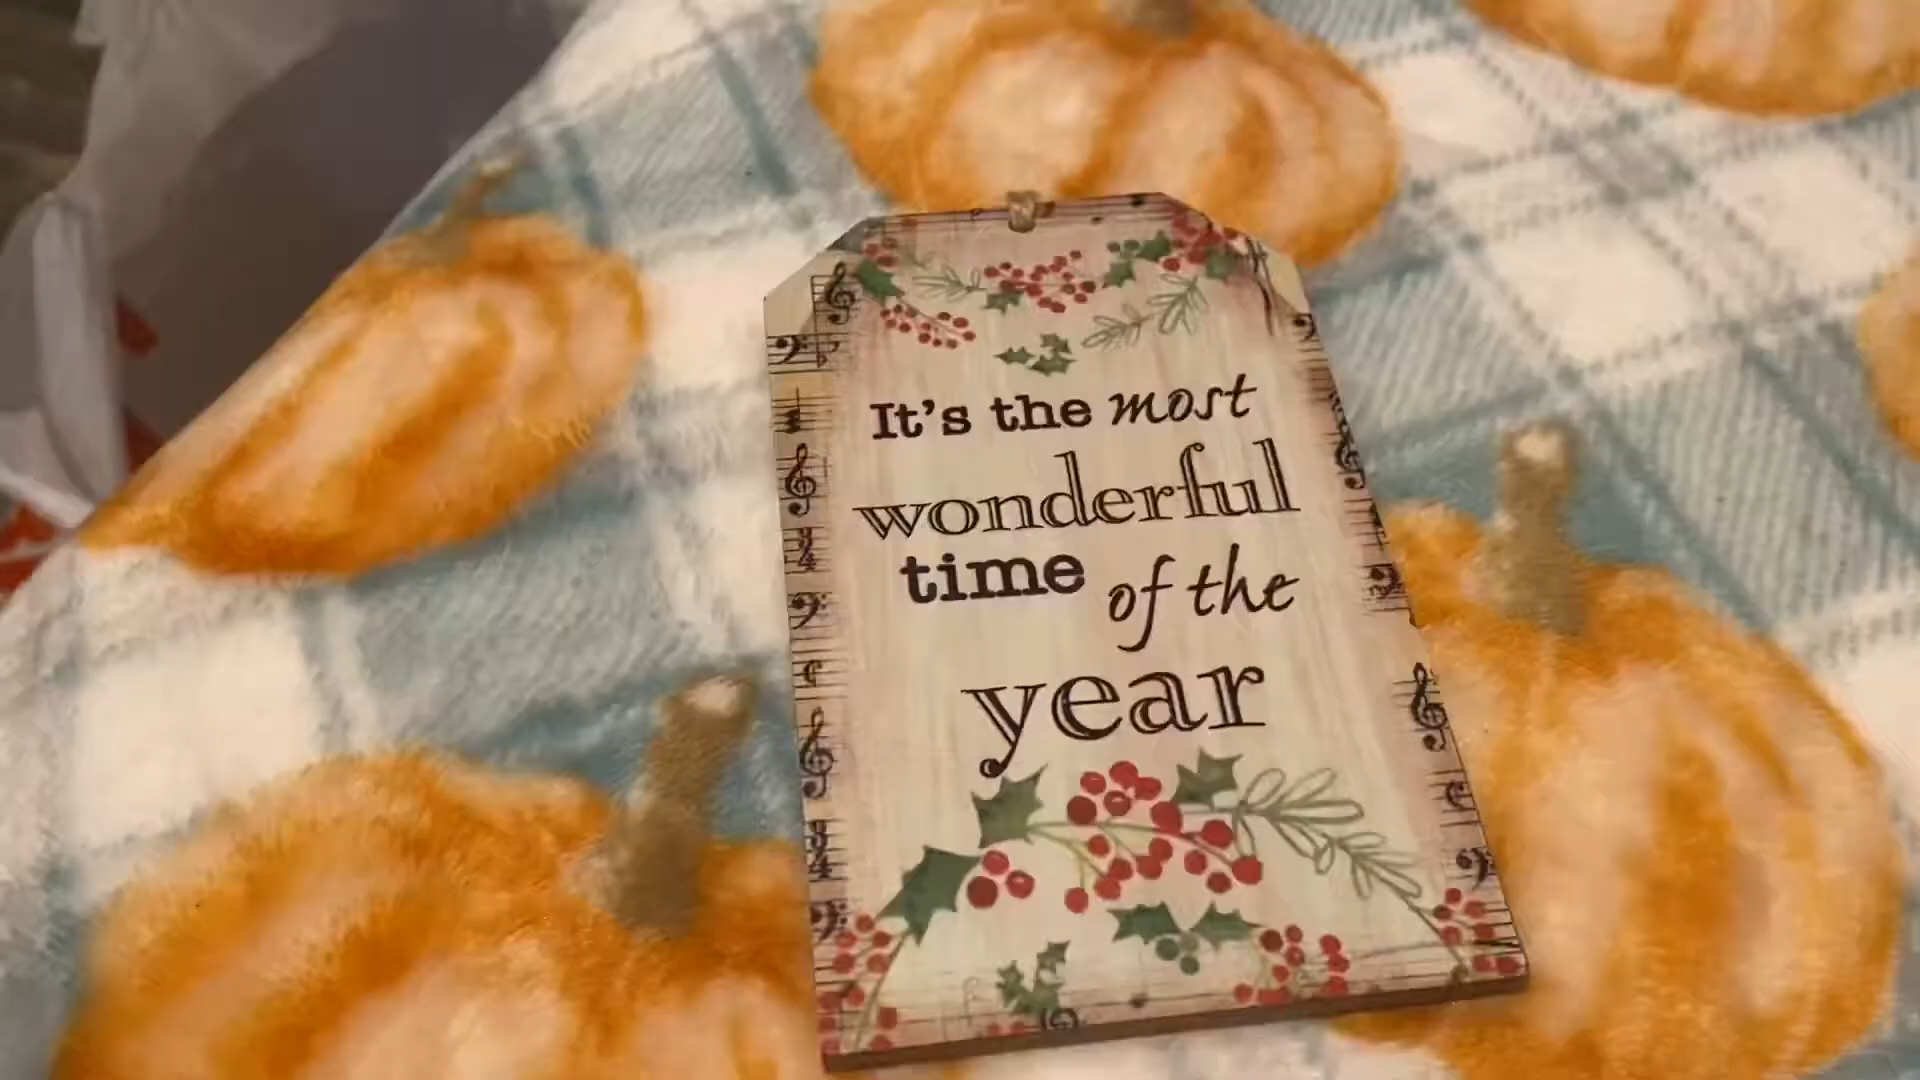 It's the most
wonderful
time of the
year